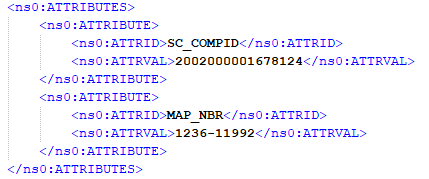 <ns0:ATTRIBUTES>
<ns0:ATTRIBUTE>
<ns0:ATTRID>SC_COMPID</ns0:ATTRID>
<ns0:ATTRVAL>2002000001678124</ns0:ATTRVAL>
</ns0:ATTRIBUTE>
<ns0:ATTRIBUTE>
<ns0:ATTRID>MAP_NBR</ns0:ATTRID>
<ns0:ATTRVAL>1236-11992</ns0:ATTRVAL>
</ns0:ATTRIBUTE>
</ns0:ATTRIBUTES>